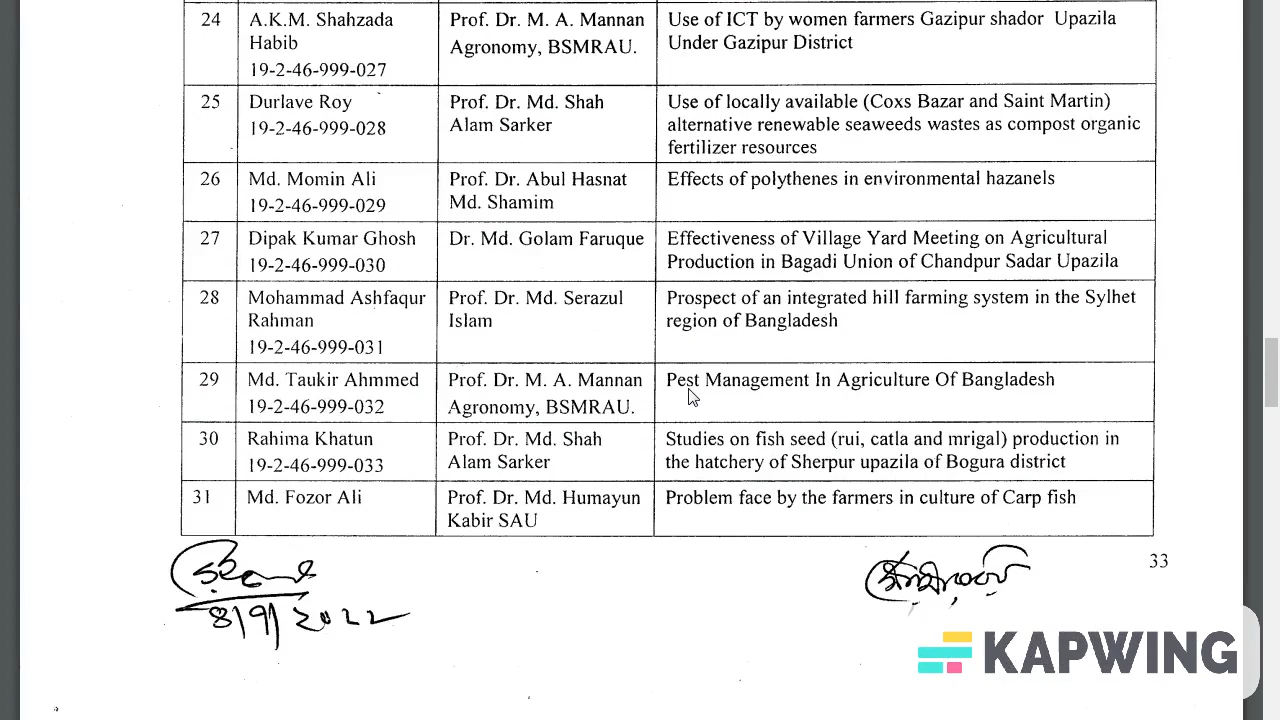 24 A.K.M. Shahzada Prof. Dr. M. A. Mannan Use of ICT by women farmers Gazipur shador Upazila
Habib Agronomy, BSMRAU. Under Gazipur District
19-2-46-999-027
25 Durlave Roy Prof. Dr. Md. Shah Use of locally available (Coxs Bazar and Saint Martin)
19-2-46-999-028 Alam Sarker alternative renewable seaweeds wastes as compost organic
fertilizer resources
26 Md. Momin Ali Prof. Dr. Abul Hasnat Effects of polythenes in environmental hazanels
19-2-46-999-029 Md. Shamim
27 Dipak Kumar Ghosh Dr. Md. Golam Faruque Effectiveness of Village Yard Meeting on Agricultural
19-2-46-999-030 Production in Bagadi Union of Chandpur Sadar Upazila
28 Mohammad Ashfaqur Prof. Dr. Md. Serazul Prospect of an integrated hill farming system in the Sylhet
Rahman Islam region of Bangladesh
19-2-46-999-031
29 Md. Taukir Ahmmed Prof. Dr. M. A. Mannan Pest Management In Agriculture Of Bangladesh
19-2-46-999-032 Agronomy, BSMRAU.
30 Rahima Khatun Prof. Dr. Md. Shah Studies on fish seed (rui, catla and mrigal) production in
19-2-46-999-033 Alam Sarker the hatchery of Sherpur upazila of Bogura district
31 Md. Fozor Ali Prof. Dr. Md. Humayun Problem face by the farmers in culture of Carp fish
Kabir SAU
33
KAPWING